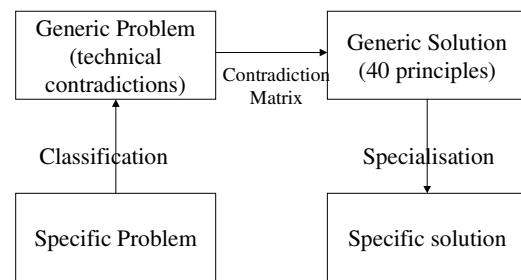 Generic Problem
(technical
contradictions)
Contradiction
Matrix
Generic Solution
(40 principles)
Classification
Specialisation
Specific Problem
Specific solution